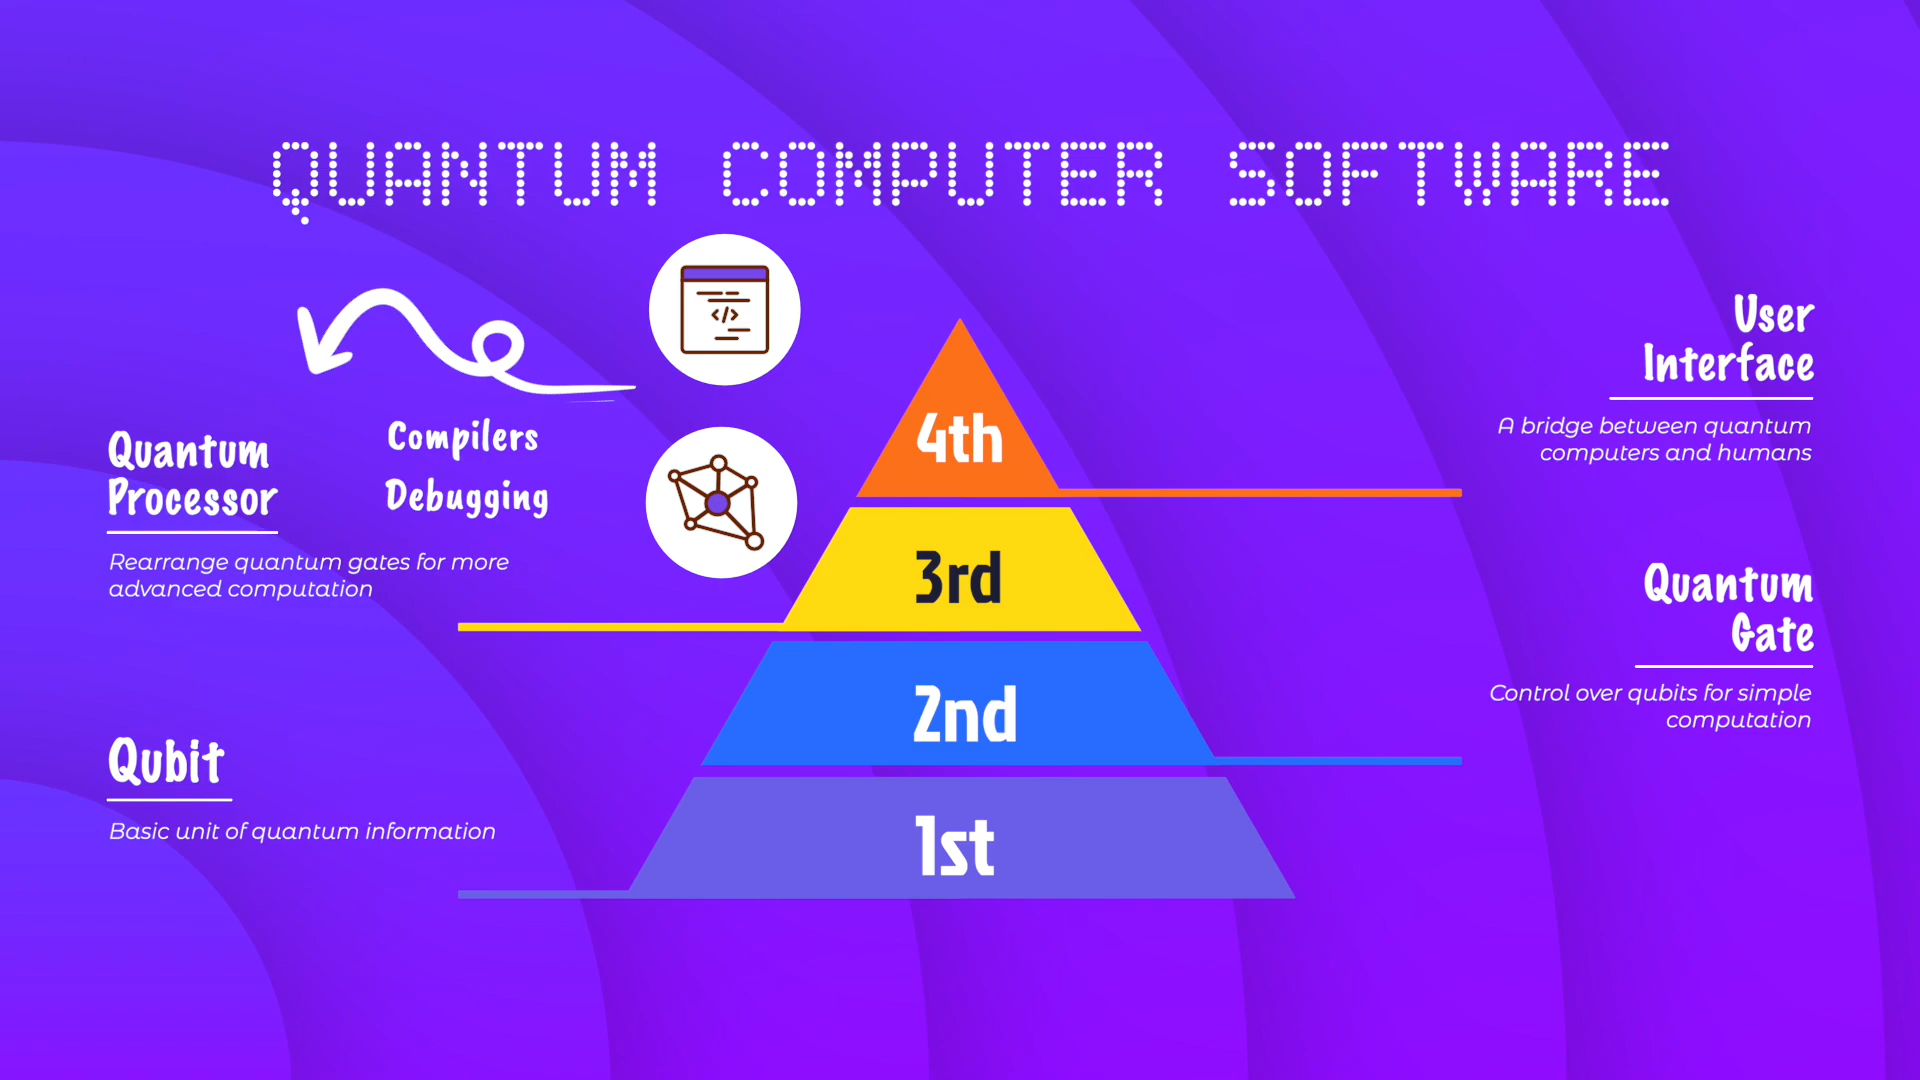 QUANTUM COMPUTER SOFTWARE
</>
Quantum
Processor
Compilers
Debugging
Rearrange quantum gates for more
advanced computation
Qubit
Basic unit of quantum information
4th
3rd
2nd
1st
User
Interface
A bridge between quantum
computers and humans
Quantum
Gate
Control over qubits for simple
computation